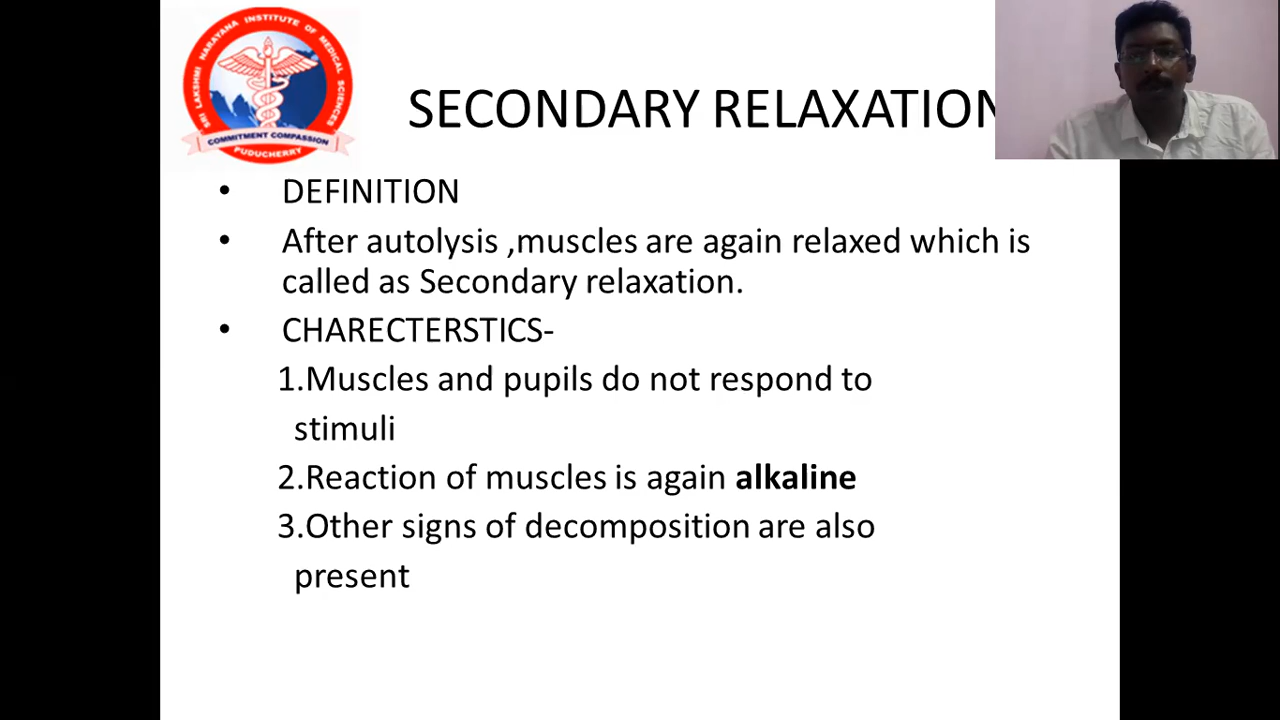 SRI LAKSHMI NARAYANA INSTITUTE OF MEDICAL SCIENCES
COMMITMENT COMPASSION
PUDUCHERRY
SECONDARY RELAXATION
• DEFINITION
• After autolysis ,muscles are again relaxed which is
called as Secondary relaxation.
• CHARECTERSTICS-
1.Muscles and pupils do not respond to
stimuli
2.Reaction of muscles is again alkaline
3.Other signs of decomposition are also
present